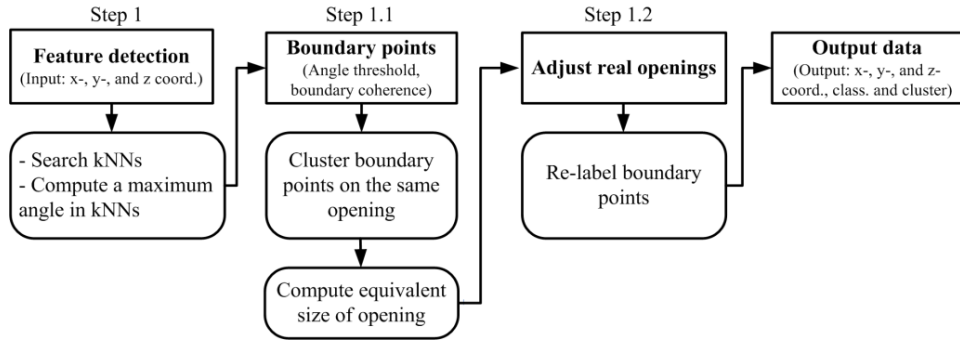 Step 1
Feature detection
(Input: x-, y-, and z coord.)
- Search kNNs
- Compute a maximum
angle in kNNs
Step 1.1
Boundary points
(Angle threshold,
boundary coherence)
Cluster boundary
points on the same
opening
Compute equivalent
size of opening
Step 1.2
Adjust real openings
Re-label boundary
points
Output data
(Output: x-, y-, and z-
coord., class. and cluster)